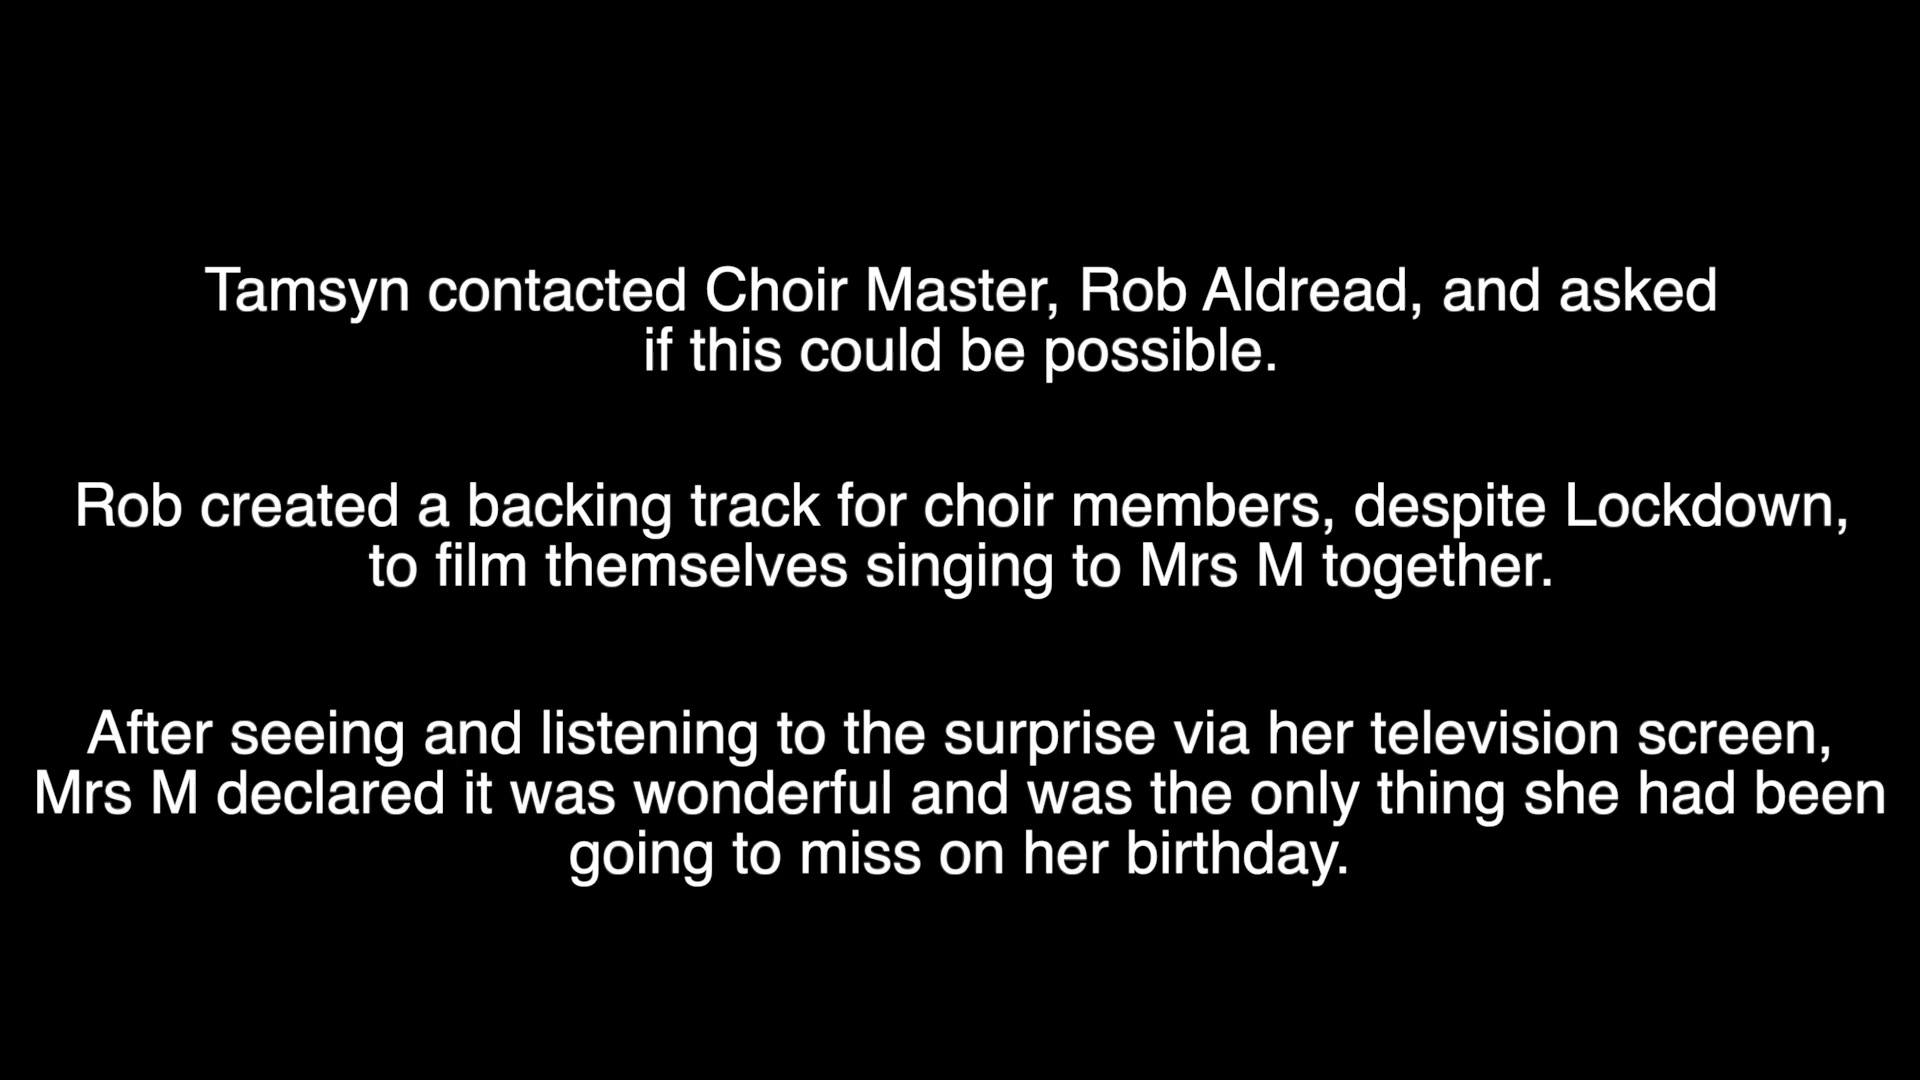 Tamsyn contacted Choir Master, Rob Aldread, and asked
if this could be possible.
Rob created a backing track for choir members, despite Lockdown,
to film themselves singing to Mrs M together.
After seeing and listening to the surprise via her television screen,
Mrs M declared it was wonderful and was the only thing she had been
going to miss on her birthday.